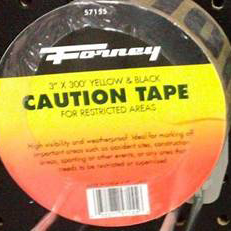 57155
Forney
3" X 300' YELLOW & BLACK
CAUTION TAPE
FOR RESTRICTED AREAS
High visibility and weatherproof. Ideal for marking off
important areas such as accident sites, construction
areas, sporting or other events, or any area that
needs to be restricted or supervised.